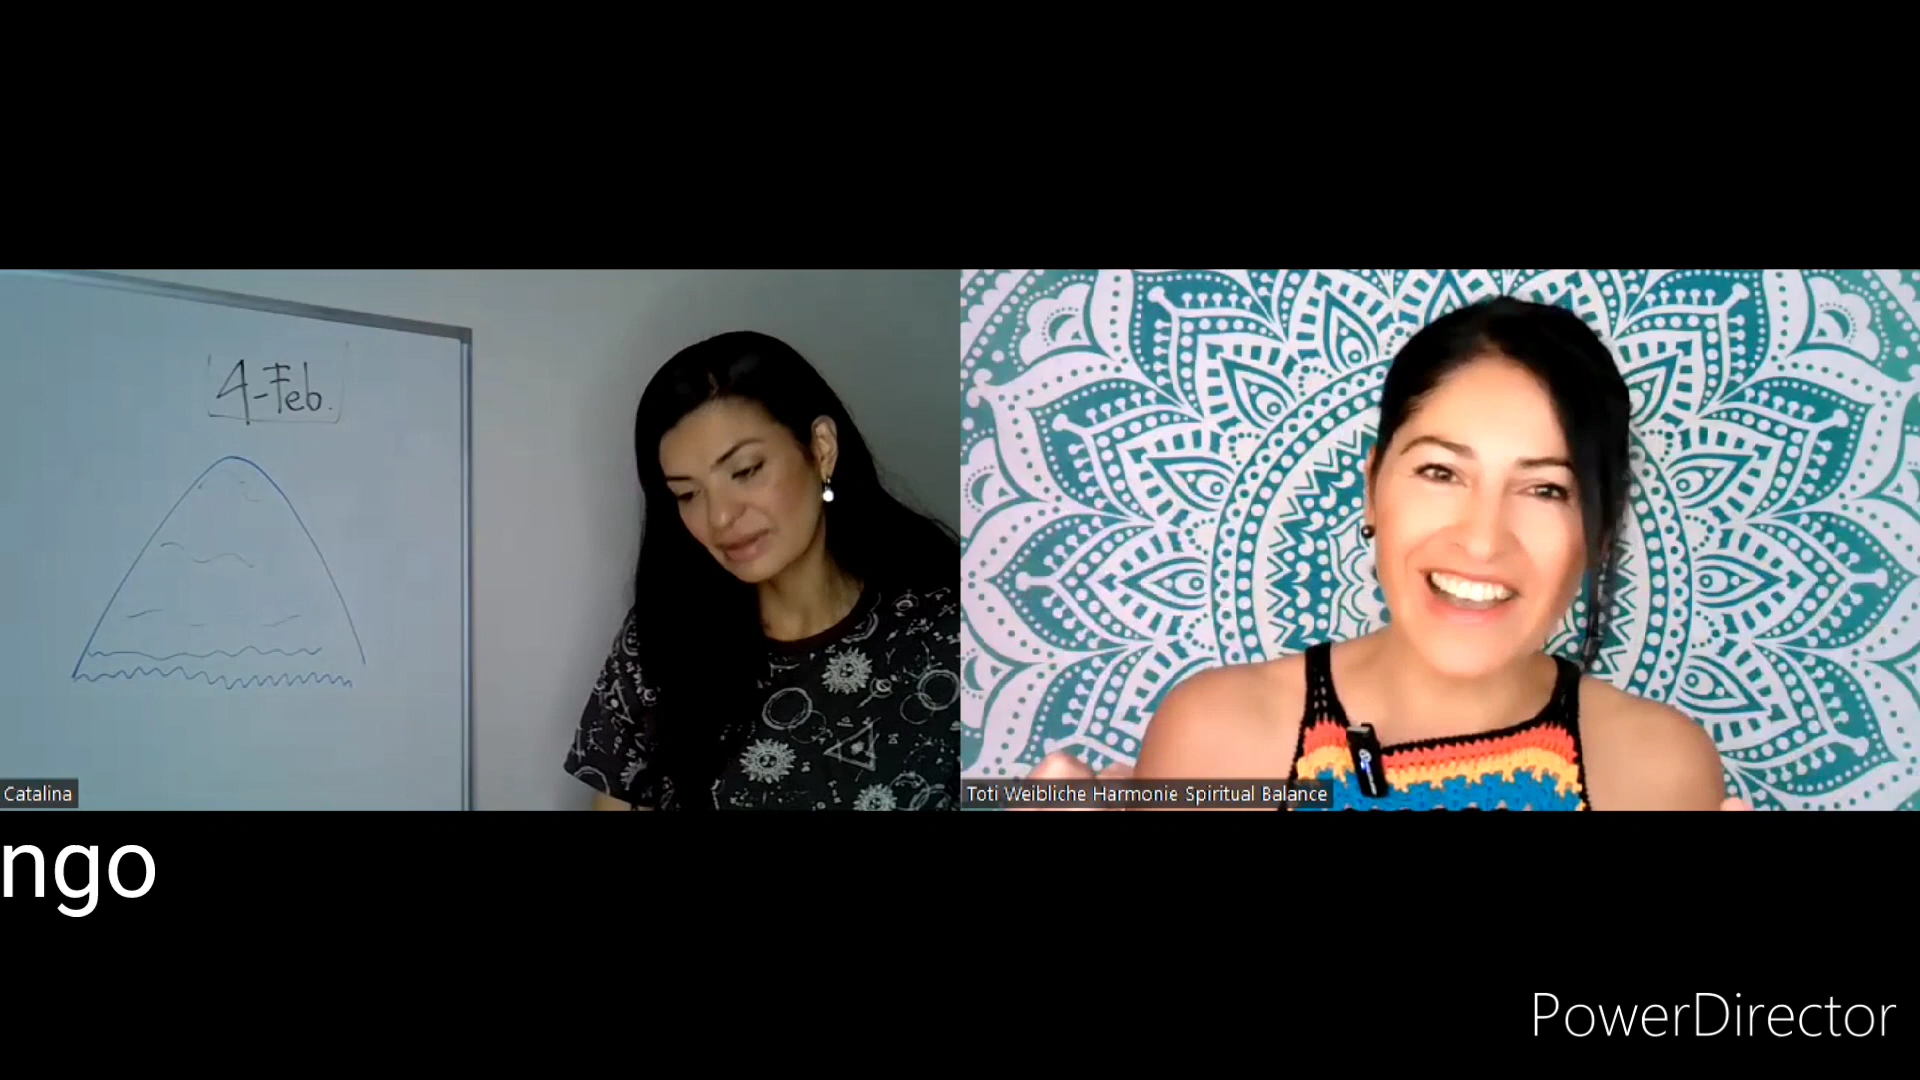 4-Feb.
Catalina
Toti Weibliche Harmonie Spiritual Balance
ngo
PowerDirector